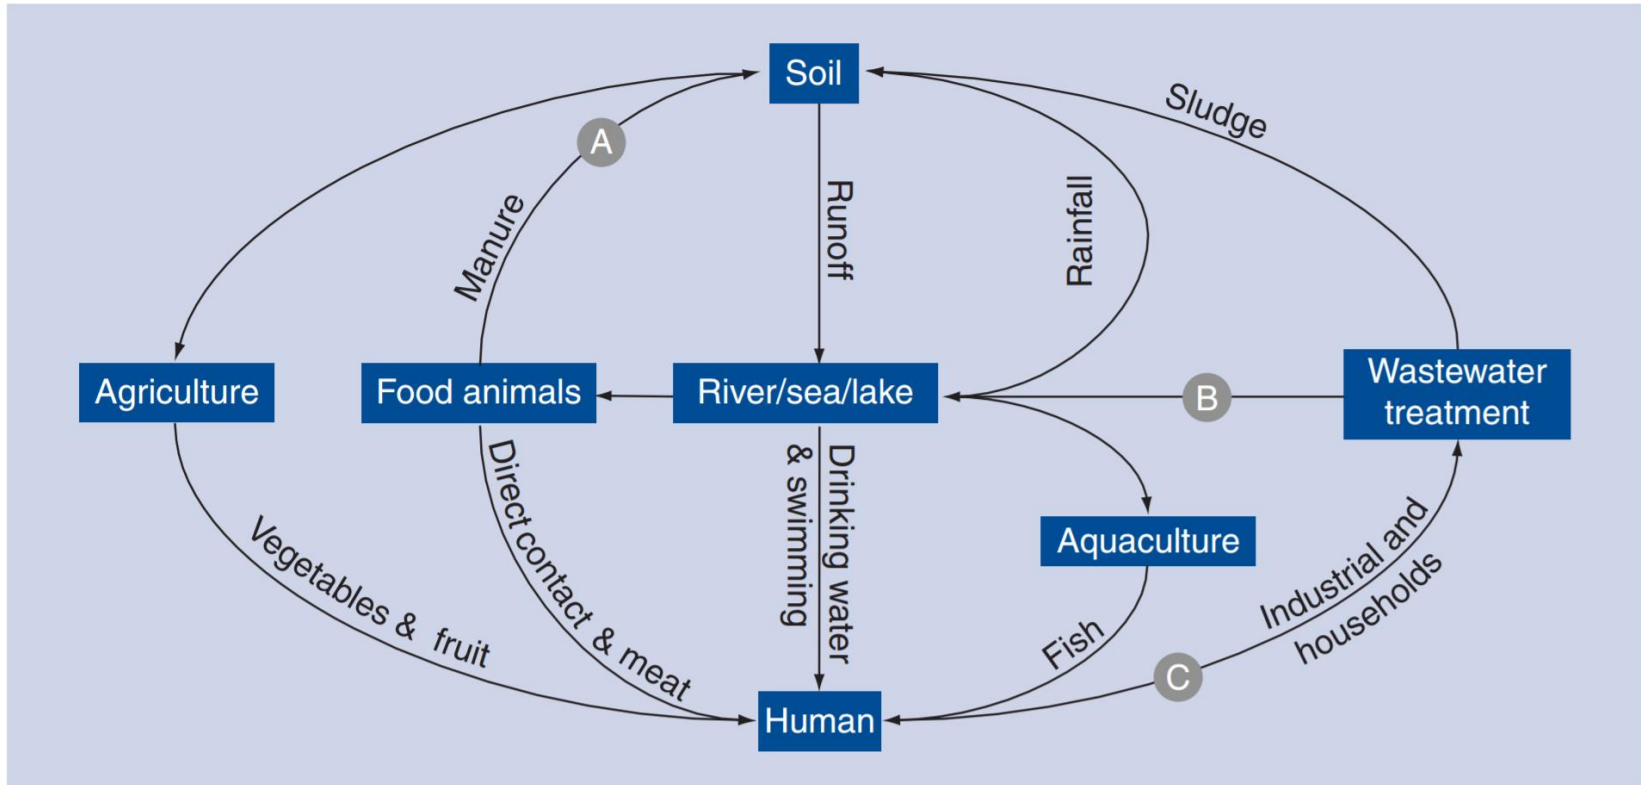 Soil
Sludge
A
Manure
Runoff
Rainfall
Agriculture
Food animals
River/sea/lake
B
Wastewater
treatment
Vegetables & fruit
Direct contact & meat
Drinking water
& swimming
Aquaculture
Fish
Industrial and
households
C
Human